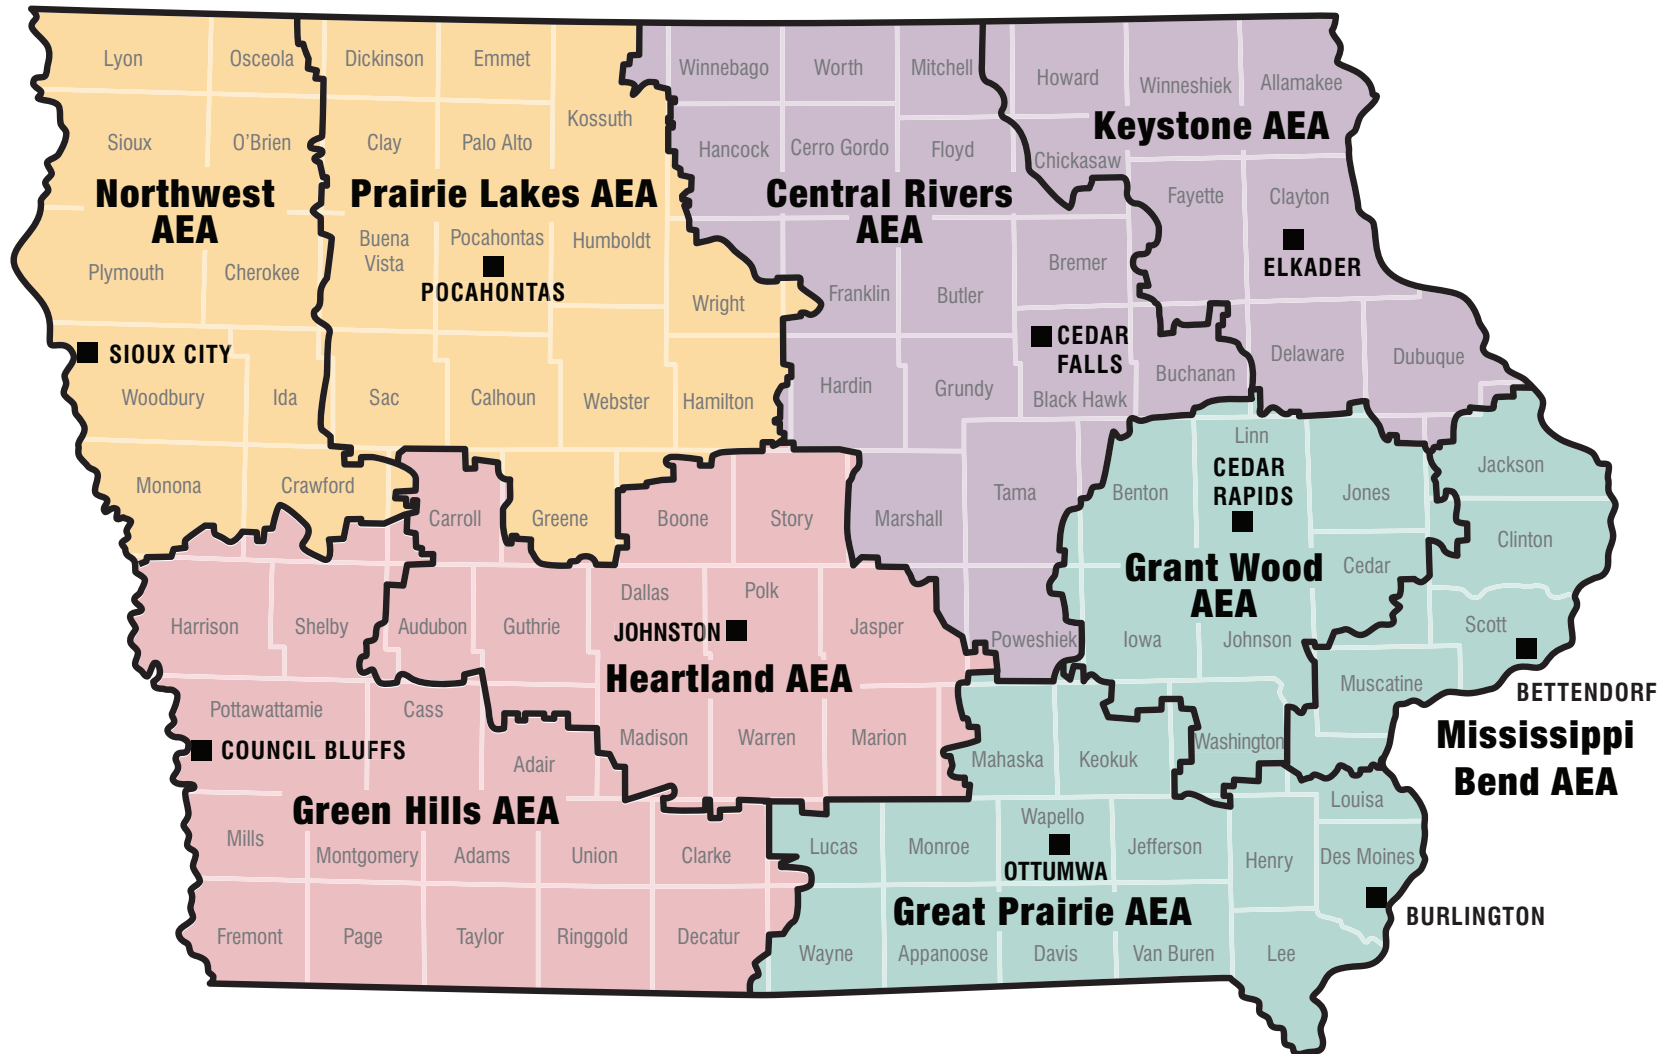 Lyon
Osceola
Dickinson
Emmet
Winnebago
Worth
Mitchell
Howard
Winneshiek
Allamakee
Sioux
O'Brien
Clay
Palo Alto
Kossuth
Hancock
Cerro Gordo
Floyd
Chickasaw
Keystone AEA
Northwest
AEA
Prairie Lakes AEA
Central Rivers
AEA
Fayette
Clayton
ELKADER
Plymouth
Cherokee
Buena
Vista
Pocahontas
POCAHONTAS
Humboldt
Wright
Franklin
Butler
Bremer
SIOUX CITY
CEDAR
FALLS
Black Hawk
Buchanan
Delaware
Dubuque
Woodbury
Ida
Sac
Calhoun
Webster
Hamilton
Hardin
Grundy
Monona
Crawford
Carroll
Greene
Boone
Story
Marshall
Tama
Benton
Linn
CEDAR
RAPIDS
Jones
Jackson
Clinton
Grant Wood
AEA
Cedar
Harrison
Shelby
Audubon
Guthrie
Dallas
Polk
JOHNSTON
Jasper
Poweshiek
Iowa
Johnson
Scott
Heartland AEA
Muscatine
BETTENDORF
Mississippi
Bend AEA
Pottawattamie
COUNCIL BLUFFS
Cass
Adair
Madison
Warren
Marion
Mahaska
Keokuk
Washington
Louisa
Green Hills AEA
Mills
Montgomery
Adams
Union
Clarke
Lucas
Monroe
Wapello
OTTUMWA
Jefferson
Henry
Des Moines
BURLINGTON
Great Prairie AEA
Fremont
Page
Taylor
Ringgold
Decatur
Wayne
Appanoose
Davis
Van Buren
Lee